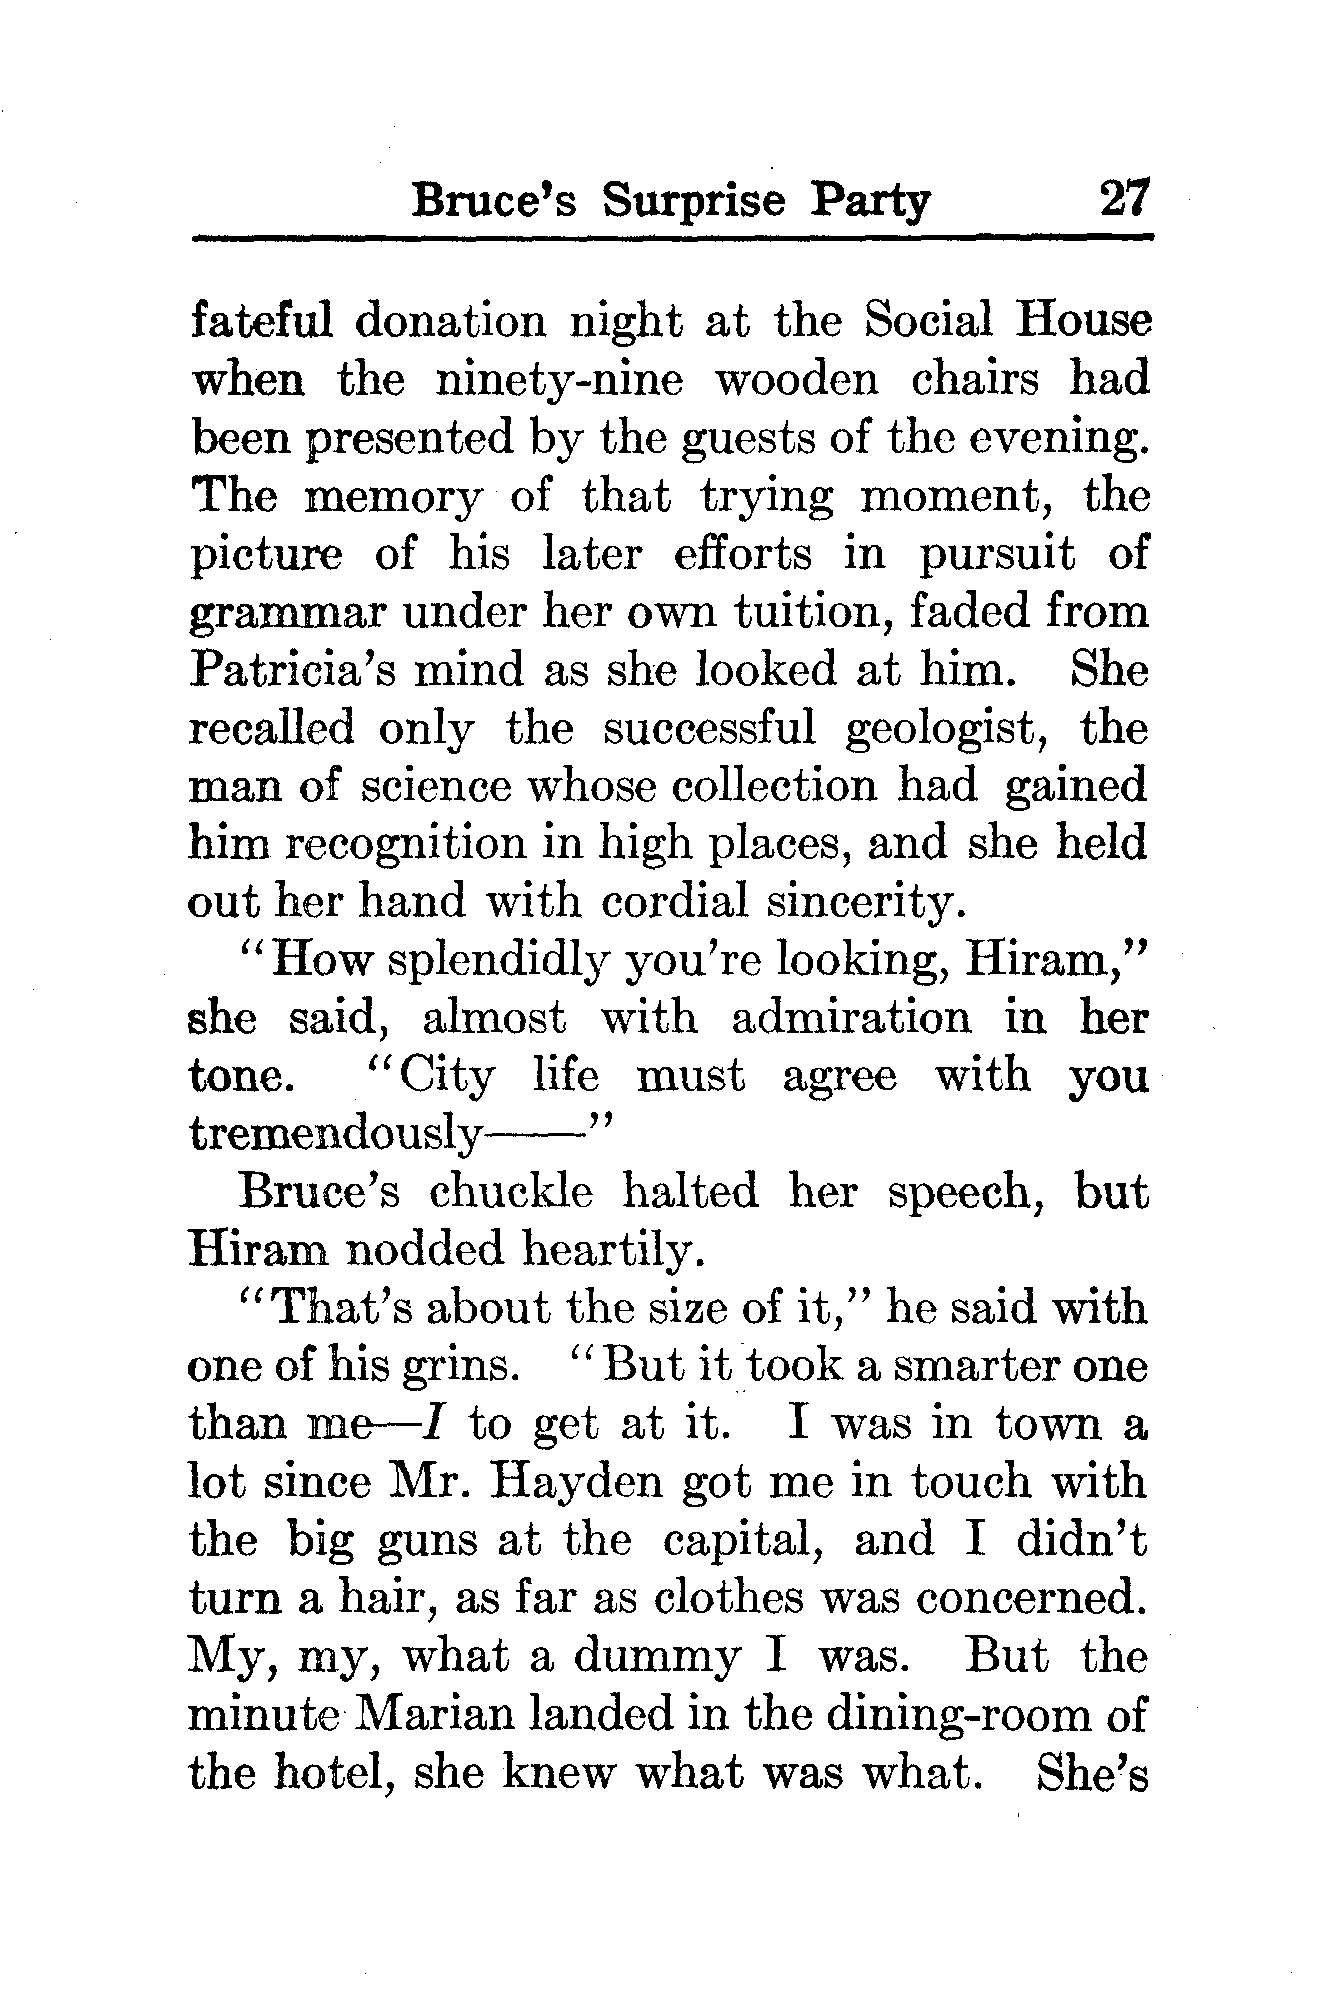 Bruce's Surprise Party 27
fateful donation night at the Social House
when the ninety-nine wooden chairs had
been presented by the guests of the evening.
The memory of that trying moment, the
picture of his later efforts in pursuit of
grammar under her own tuition, faded from
Patricia's mind as she looked at him. She
recalled only the successful geologist, the
man of science whose collection had gained
him recognition in high places, and she held
out her hand with cordial sincerity.
"How splendidly you're looking, Hiram,"
she said, almost with admiration in her
tone. "City life must agree with you
tremendously——"
Bruce's chuckle halted her speech, but
Hiram nodded heartily.
"That's about the size of it," he said with
one of his grins. "But it took a smarter one
than me—I to get at it. I was in town a
lot since Mr. Hayden got me in touch with
the big guns at the capital, and I didn't
turn a hair, as far as clothes was concerned.
My, my, what a dummy I was. But the
minute Marian landed in the dining-room of
the hotel, she knew what was what. She's